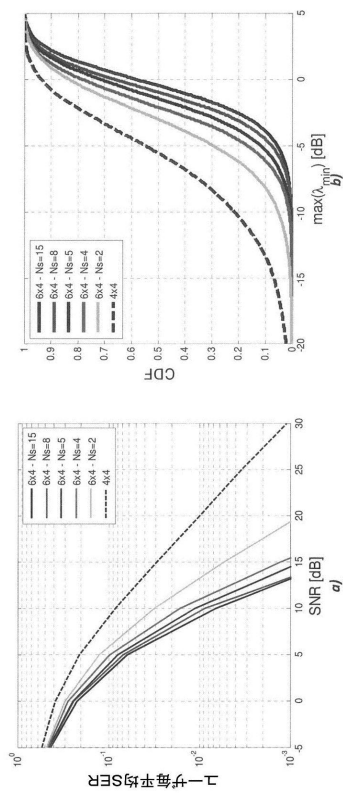 10⁰
10⁻¹
10⁻²
10⁻³
ユーザ毎平均SER
6x4 - Ns=15
6x4 - Ns=8
6x4 - Ns=5
6x4 - Ns=4
6x4 - Ns=2
4x4
-5
0
5
10
15
20
25
30
SNR [dB]
a)
1
0.9
0.8
0.7
0.6
0.5
0.4
0.3
0.2
0.1
0
CDF
6x4 - Ns=15
6x4 - Ns=8
6x4 - Ns=5
6x4 - Ns=4
6x4 - Ns=2
4x4
-20
-15
-10
-5
0
5
max(λmin) [dB]
b)